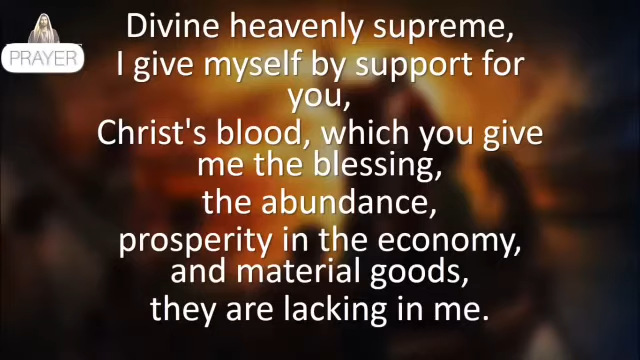 PRAYER
Divine heavenly supreme,
I give myself by support for
you,
Christ's blood, which you give
me the blessing,
the abundance,
prosperity in the economy,
and material goods,
they are lacking in me.